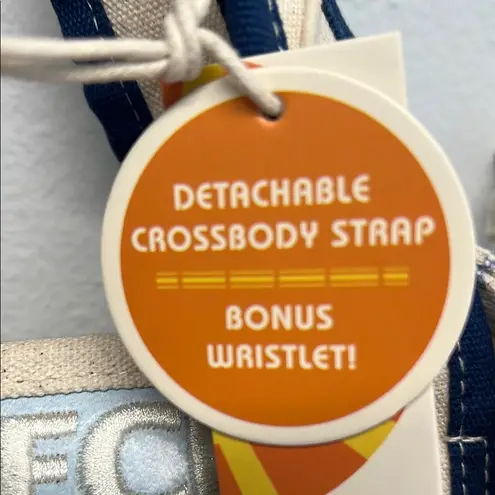 DETACHABLE
CROSSBODY STRAP
BONUS
WRISTLET!